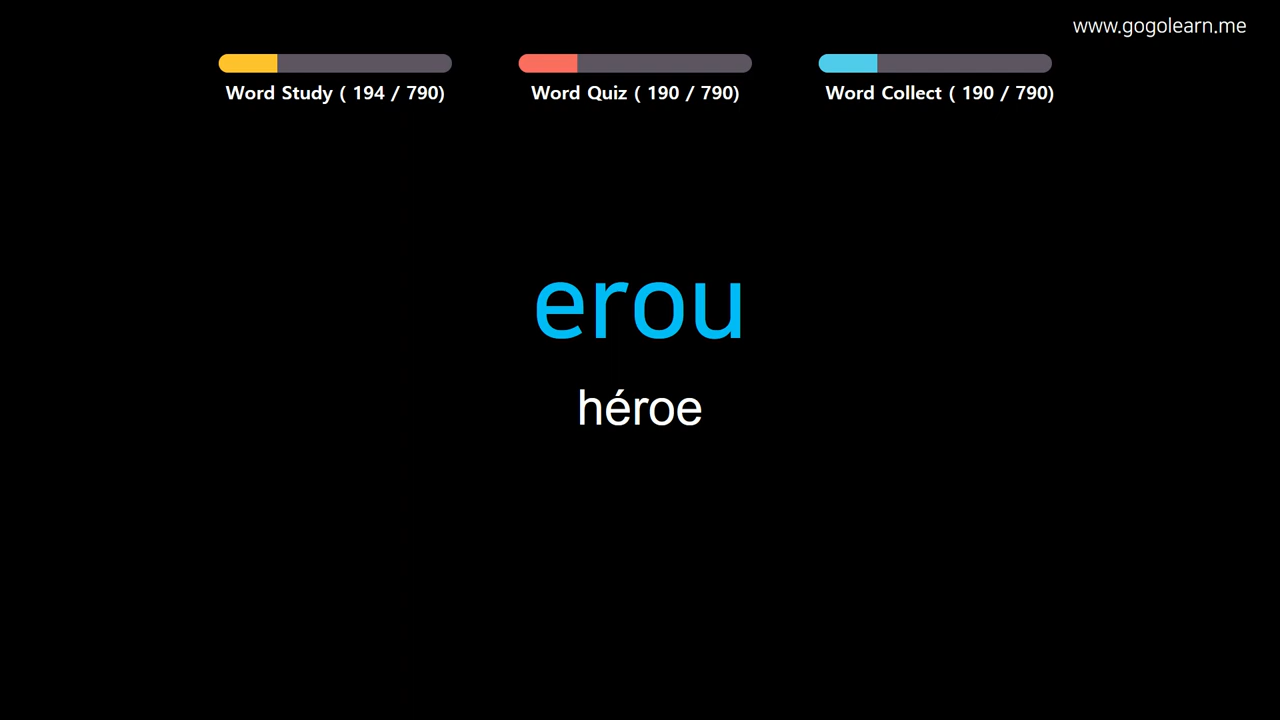 www.gogolearn.me
Word Study ( 194 / 790)
Word Quiz ( 190 / 790)
Word Collect ( 190 / 790)
erou
héroe